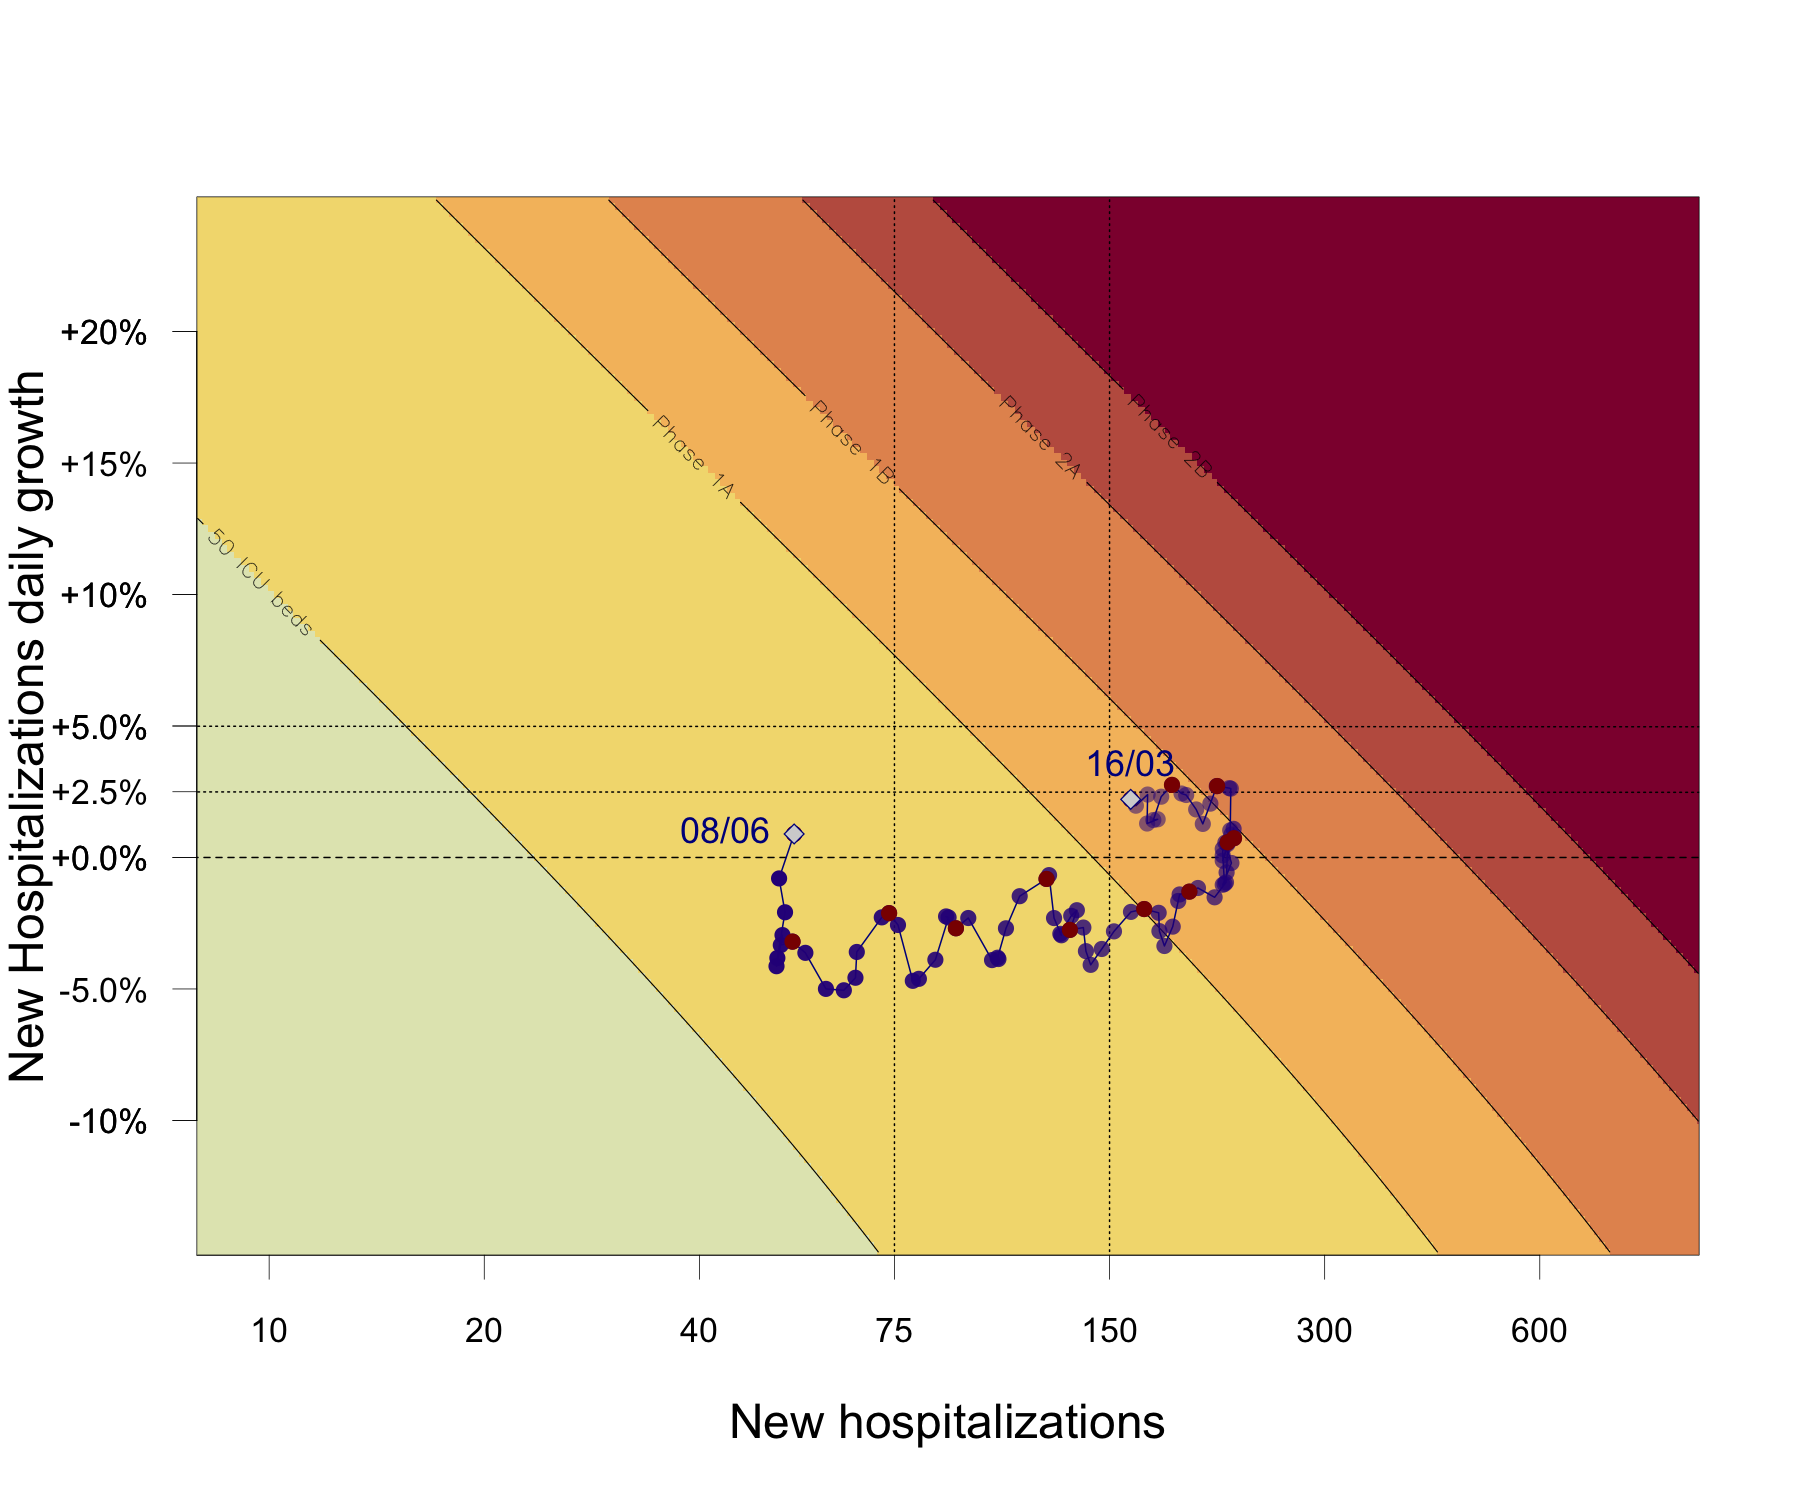 New Hospitalizations daily growth
+20%
+15%
+10%
+5.0%
+2.5%
+0.0%
-5.0%
-10%
50 ICU beds
Phase 1A
Phase 1B
Phase 2A
Phase 2B
16/03
08/06
10
20
40
75
150
300
600
New hospitalizations